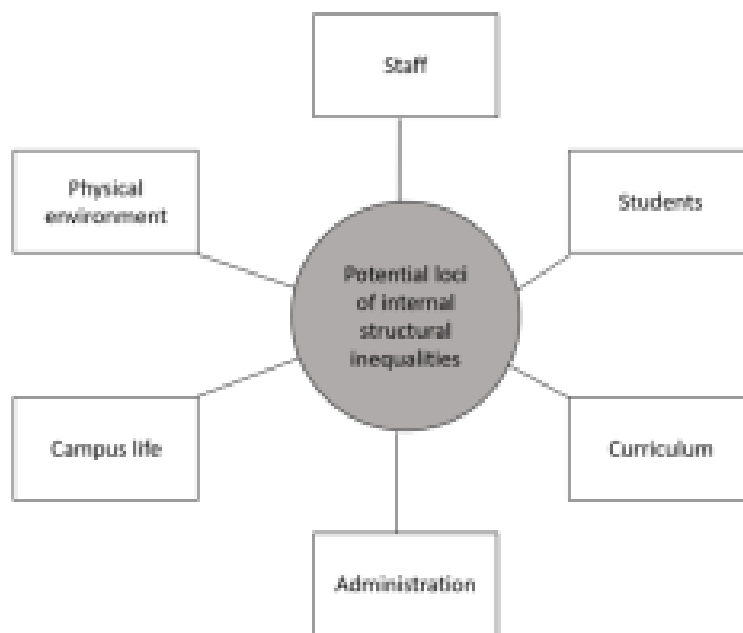 Staff
Physical
environment
Students
Potential loci
of internal
structural
inequalities
Campus life
Curriculum
Administration